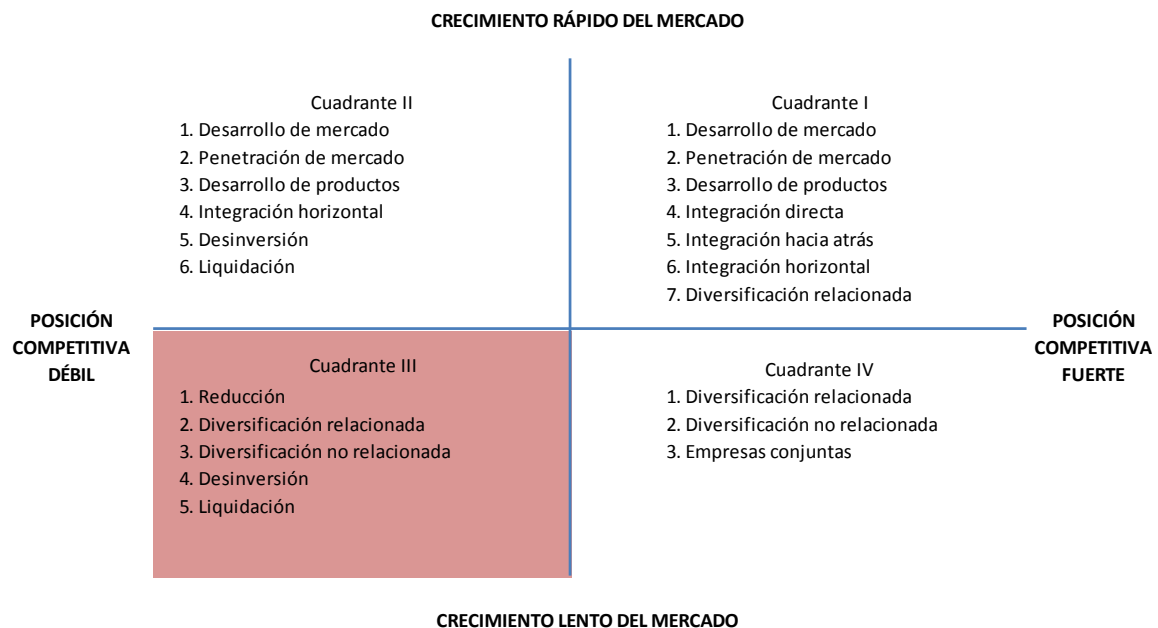 CRECIMIENTO RÁPIDO DEL MERCADO
Cuadrante II
1. Desarrollo de mercado
2. Penetración de mercado
3. Desarrollo de productos
4. Integración horizontal
5. Desinversión
6. Liquidación
Cuadrante I
1. Desarrollo de mercado
2. Penetración de mercado
3. Desarrollo de productos
4. Integración directa
5. Integración hacia atrás
6. Integración horizontal
7. Diversificación relacionada
POSICIÓN
COMPETITIVA
DÉBIL
POSICIÓN
COMPETITIVA
FUERTE
Cuadrante III
1. Reducción
2. Diversificación relacionada
3. Diversificación no relacionada
4. Desinversión
5. Liquidación
Cuadrante IV
1. Diversificación relacionada
2. Diversificación no relacionada
3. Empresas conjuntas
CRECIMIENTO LENTO DEL MERCADO